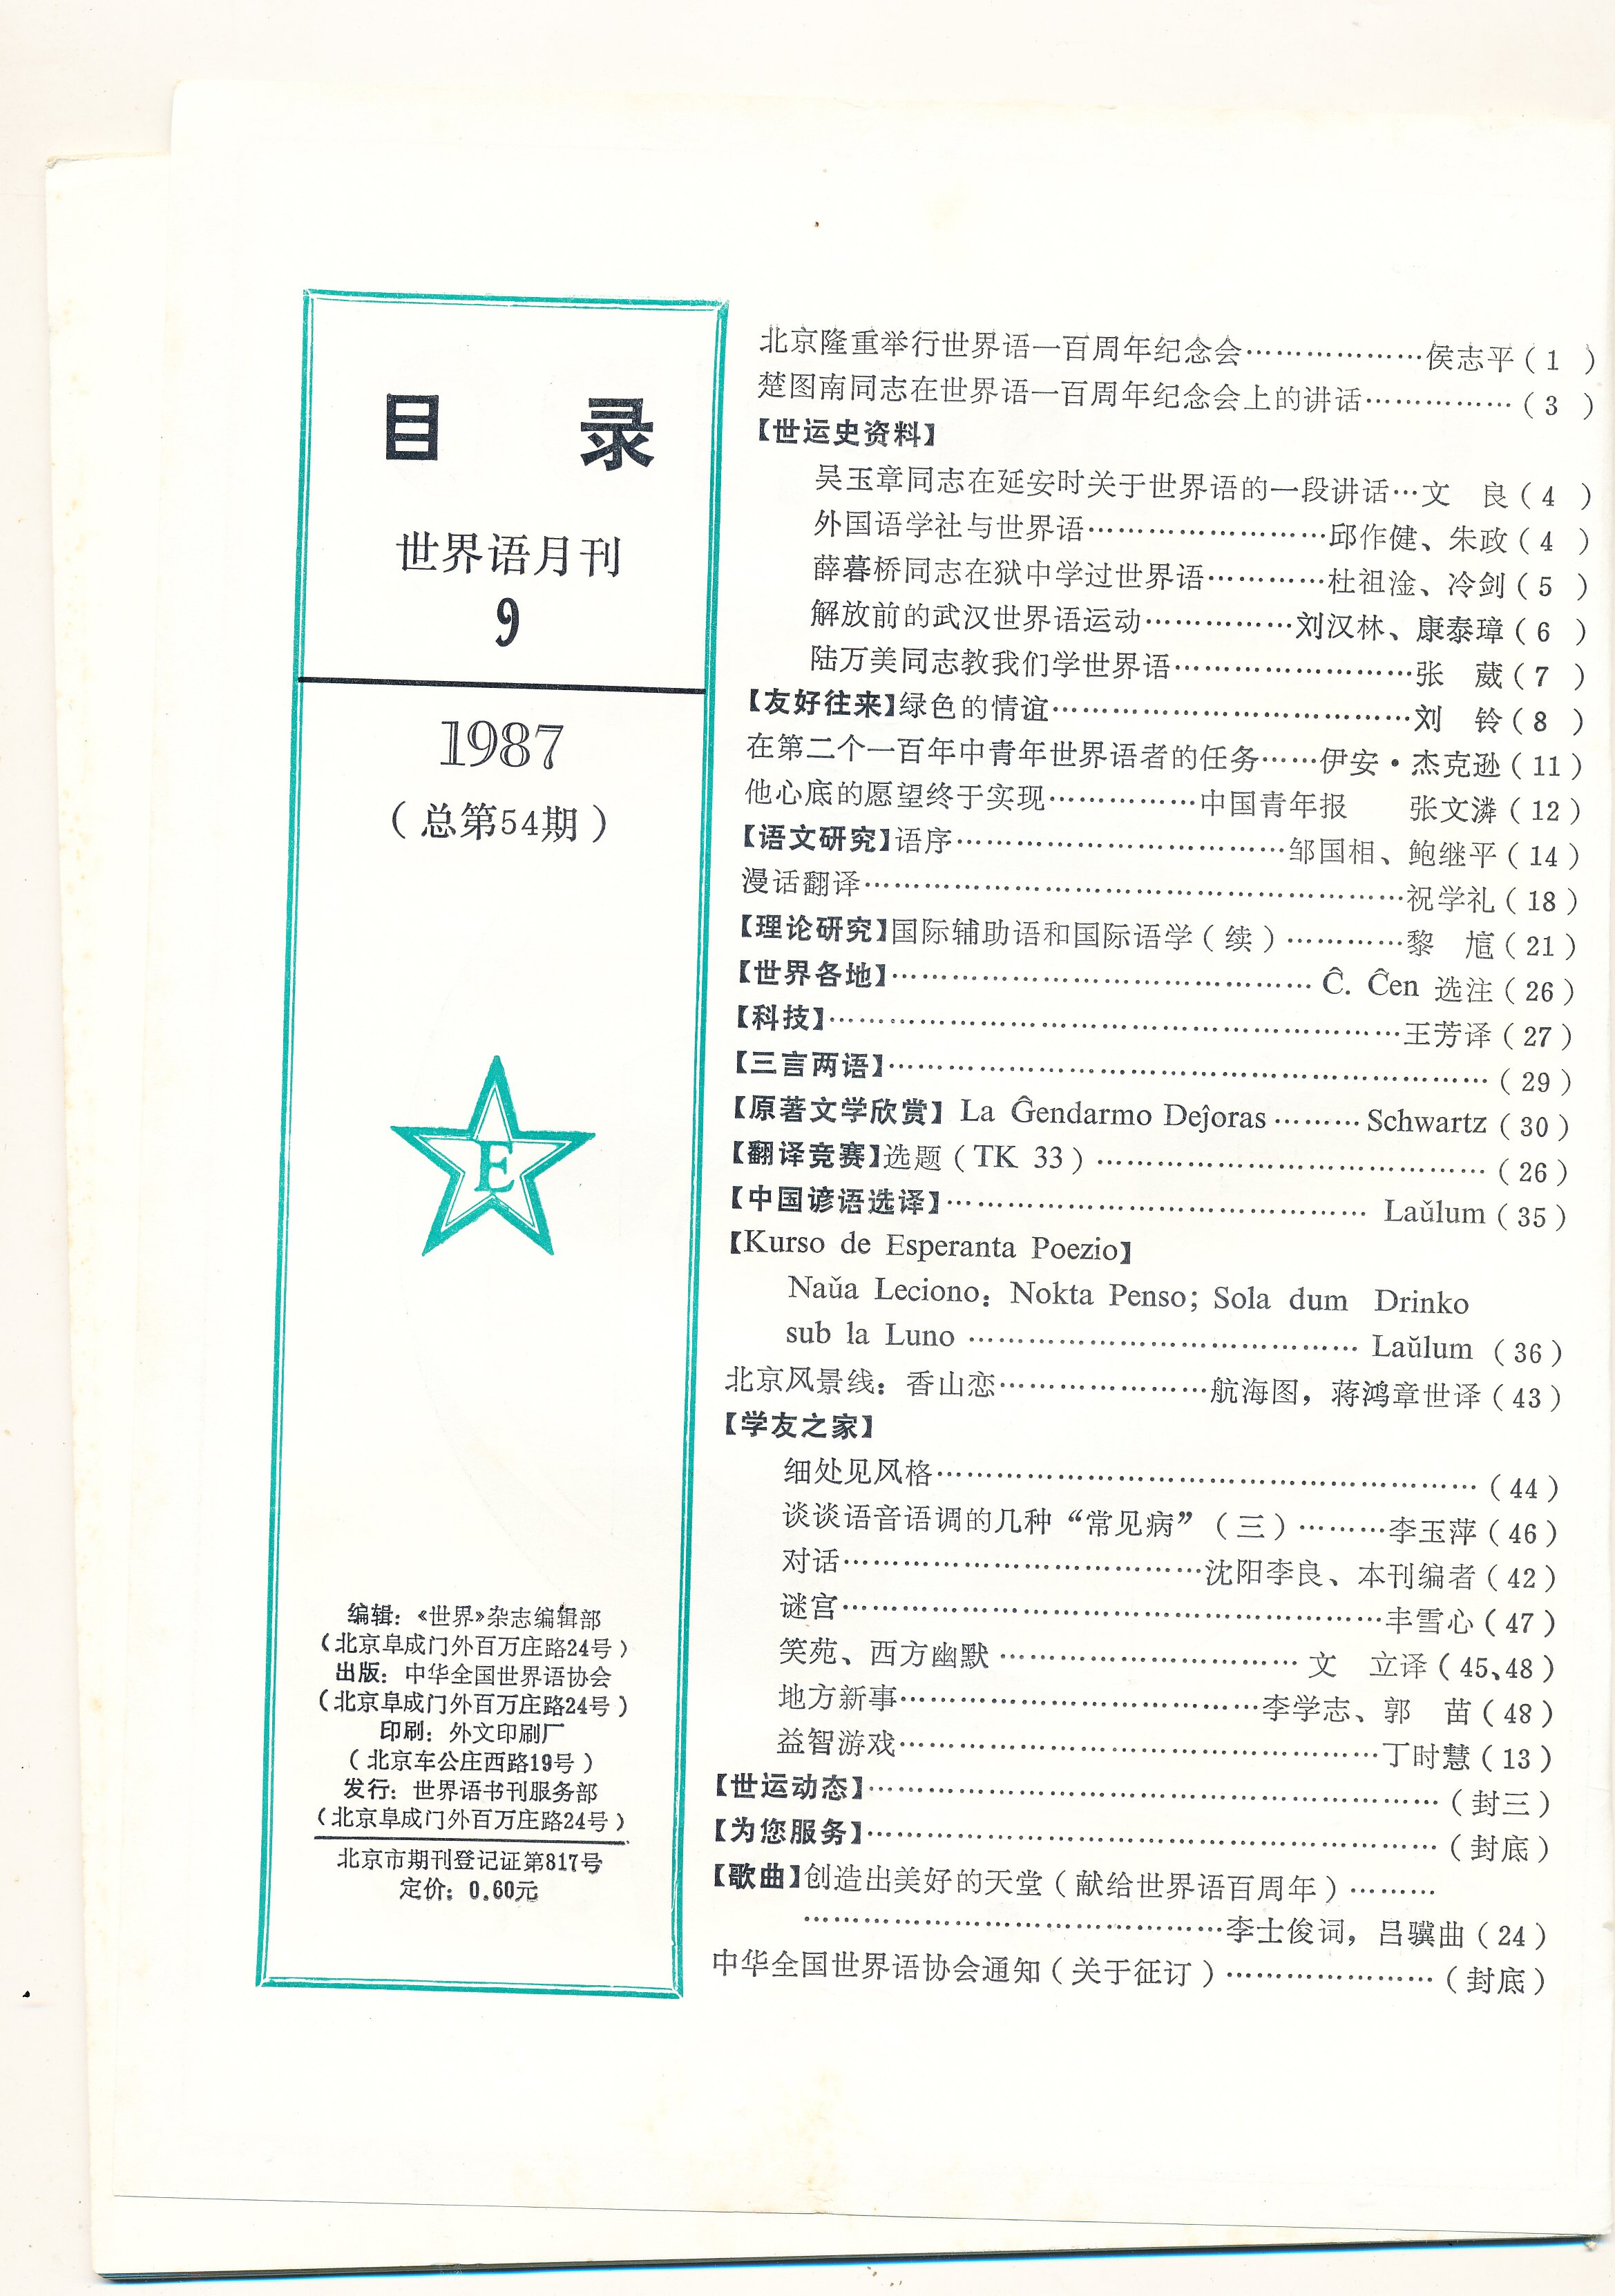 目 录
世界语月刊
9
1987
（总第54期）
E
编辑：《世界》杂志编辑部
（北京阜成门外百万庄路24号）
出版：中华全国世界语协会
（北京阜成门外百万庄路24号）
印刷：外文印刷厂
（北京车公庄西路19号）
发行：世界语书刊服务部
（北京阜成门外百万庄路24号）
北京市期刊登记证第817号
定价：0.60元
北京隆重举行世界语一百周年纪念会………………侯志平（1）
楚图南同志在世界语一百周年纪念会上的讲话……………（3）
【世运史资料】
吴玉章同志在延安时关于世界语的一段讲话…文 良（4）
外国语学社与世界语……………………邱作健、朱政（4）
薛暮桥同志在狱中学过世界语…………杜祖淦、冷剑（5）
解放前的武汉世界语运动……………刘汉林、康泰璋（6）
陆万美同志教我们学世界语……………………张 葳（7）
【友好往来】绿色的情谊………………………………刘 铃（8）
在第二个一百年中青年世界语者的任务……伊安·杰克逊（11）
他心底的愿望终于实现……………中国青年报 张文潾（12）
【语文研究】语序……………………………邹国相、鲍继平（14）
漫话翻译………………………………………………祝学礼（18）
【理论研究】国际辅助语和国际语学（续）…………黎 馗（21）
【世界各地】…………………………………… Ĉ. Ĉen 选注（26）
【科技】…………………………………………………王芳译（27）
【三言两语】……………………………………………………（29）
【原著文学欣赏】 La Ĝendarmo Deĵoras ……… Schwartz（30）
【翻译竞赛】选题（TK 33）…………………………………（26）
【中国谚语选译】…………………………………… Laŭlum（35）
【Kurso de Esperanta Poezio】
Naŭa Leciono: Nokta Penso; Sola dum Drinko
sub la Luno ………………………………… Laŭlum （36）
北京风景线：香山恋…………………航海图，蒋鸿章世译（43）
【学友之家】
细处见风格………………………………………………（44）
谈谈语音语调的几种“常见病”（三）………李玉萍（46）
对话………………………………沈阳李良、本刊编者（42）
谜宫………………………………………………丰雪心（47）
笑苑、西方幽默 ………………………… 文 立译（45、48）
地方新事………………………………李学志、郭 苗（48）
益智游戏…………………………………………丁时慧（13）
【世运动态】…………………………………………………（封三）
【为您服务】…………………………………………………（封底）
【歌曲】创造出美好的天堂（献给世界语百周年）………
……………………………………李士俊词，吕骥曲（24）
中华全国世界语协会通知（关于征订）…………………（封底）